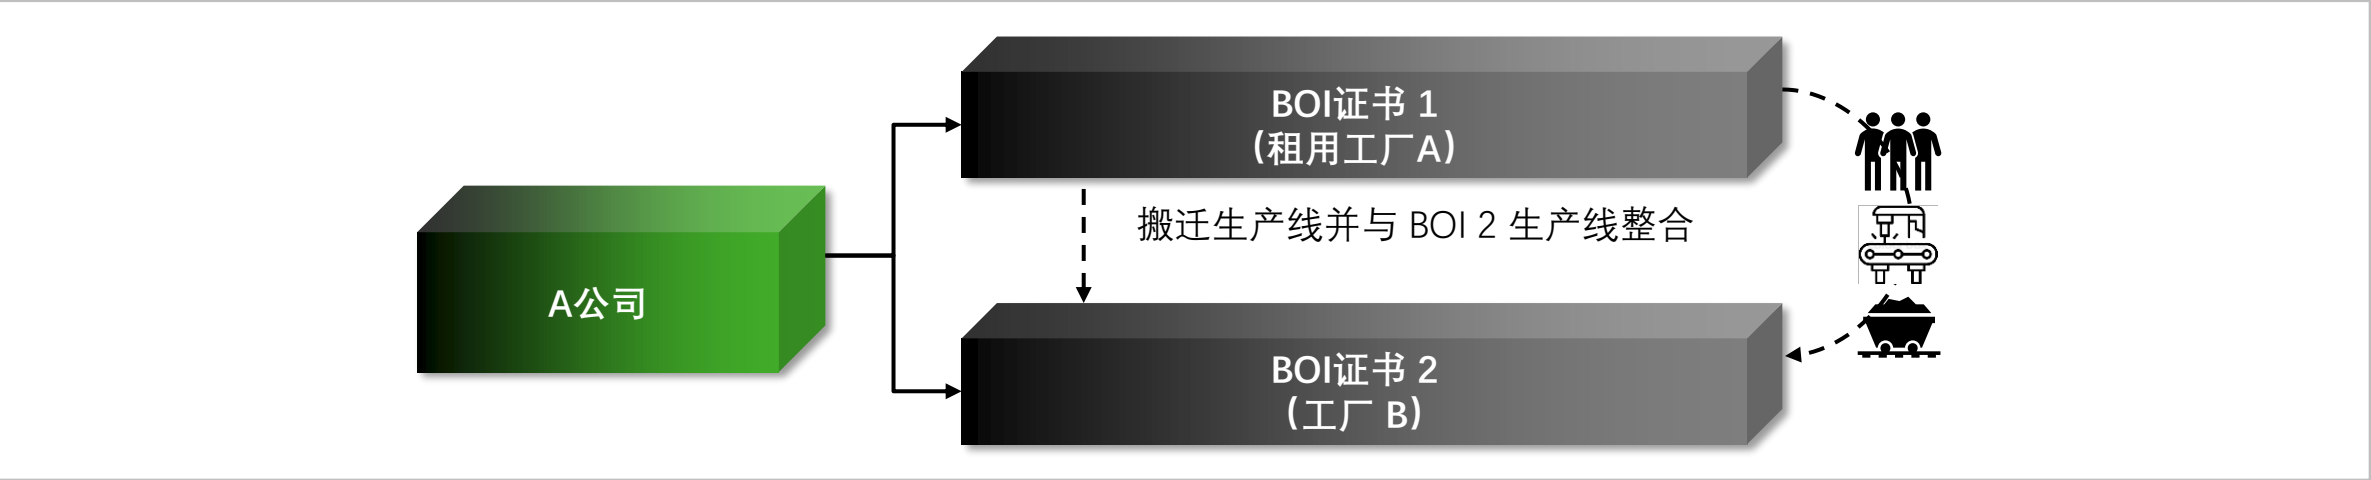 BOI证书 1
(租用工厂A)
搬迁生产线并与 BOI 2 生产线整合
A公司
BOI证书 2
(工厂 B)